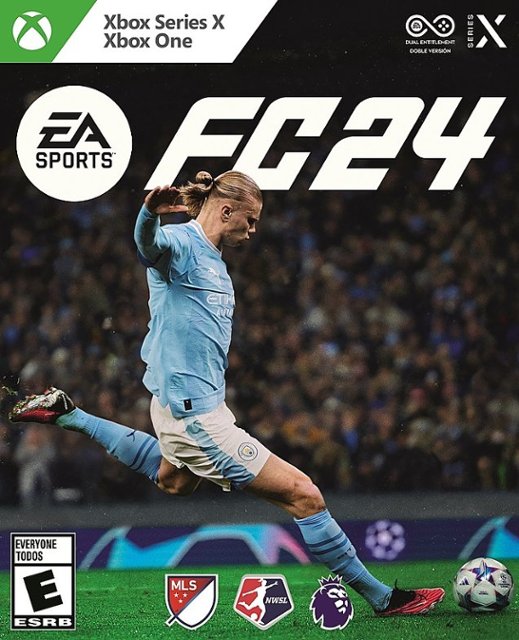 Xbox Series X
Xbox One
DUAL ENTITLEMENT
DOBLE VERSIÓN
SERIES X
EA
SPORTS
FC24
EVERYONE
TODOS
E
ESRB
MLS
NWSL